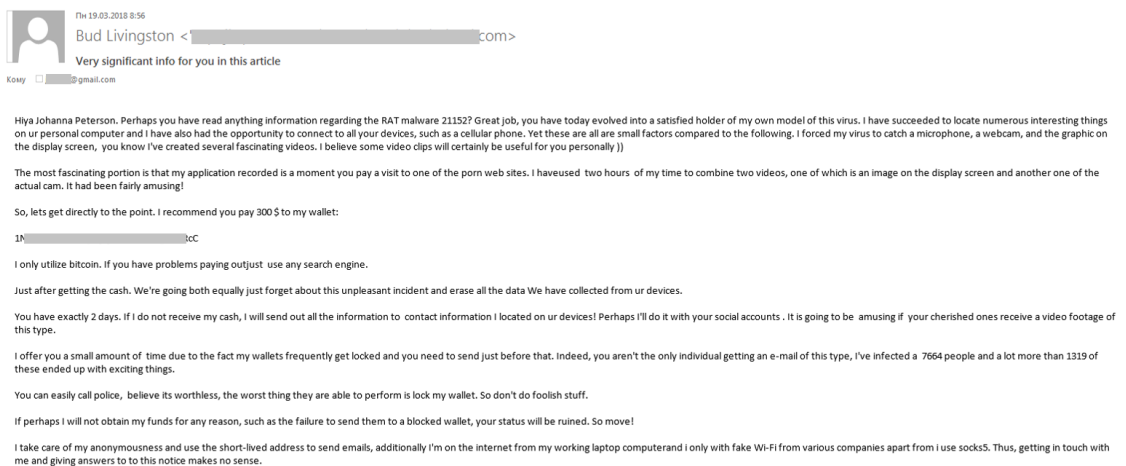 Пн 19.03.2018 8:56
Bud Livingston < com>
Very significant info for you in this article
Кому @gmail.com
Hiya Johanna Peterson. Perhaps you have read anything information regarding the RAT malware 21152? Great job, you have today evolved into a satisfied holder of my own model of this virus. I have succeeded to locate numerous interesting things
on ur personal computer and I have also had the opportunity to connect to all your devices, such as a cellular phone. Yet these are all are small factors compared to the following. I forced my virus to catch a microphone, a webcam, and the graphic on
the display screen, you know I've created several fascinating videos. I believe some video clips will certainly be useful for you personally ))
The most fascinating portion is that my application recorded is a moment you pay a visit to one of the porn web sites. I haveused two hours of my time to combine two videos, one of which is an image on the display screen and another one of the
actual cam. It had been fairly amusing!
So, lets get directly to the point. I recommend you pay 300 $ to my wallet:
1N tcC
I only utilize bitcoin. If you have problems paying outjust use any search engine.
Just after getting the cash. We're going both equally just forget about this unpleasant incident and erase all the data We have collected from ur devices.
You have exactly 2 days. If I do not receive my cash, I will send out all the information to contact information I located on ur devices! Perhaps I'll do it with your social accounts . It is going to be amusing if your cherished ones receive a video footage of
this type.
I offer you a small amount of time due to the fact my wallets frequently get locked and you need to send just before that. Indeed, you aren't the only individual getting an e-mail of this type, I've infected a 7664 people and a lot more than 1319 of
these ended up with exciting things.
You can easily call police, believe its worthless, the worst thing they are able to perform is lock my wallet. So don't do foolish stuff.
If perhaps I will not obtain my funds for any reason, such as the failure to send them to a blocked wallet, your status will be ruined. So move!
I take care of my anonymousness and use the short-lived address to send emails, additionally I'm on the internet from my working laptop computerand i only with fake Wi-Fi from various companies apart from i use socks5. Thus, getting in touch with
me and giving answers to to this notice makes no sense.